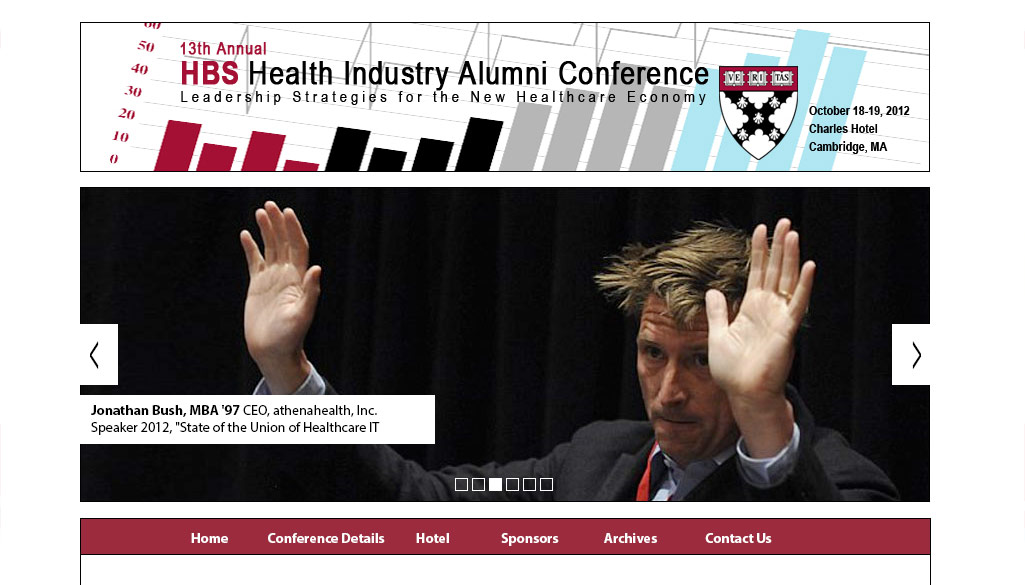 60
50
40
30
20
10
0
13th Annual
HBS Health Industry Alumni Conference
Leadership Strategies for the New Healthcare Economy
VE RI TAS
October 18-19, 2012
Charles Hotel
Cambridge, MA
Jonathan Bush, MBA '97 CEO, athenahealth, Inc.
Speaker 2012, "State of the Union of Healthcare IT
Home Conference Details Hotel Sponsors Archives Contact Us